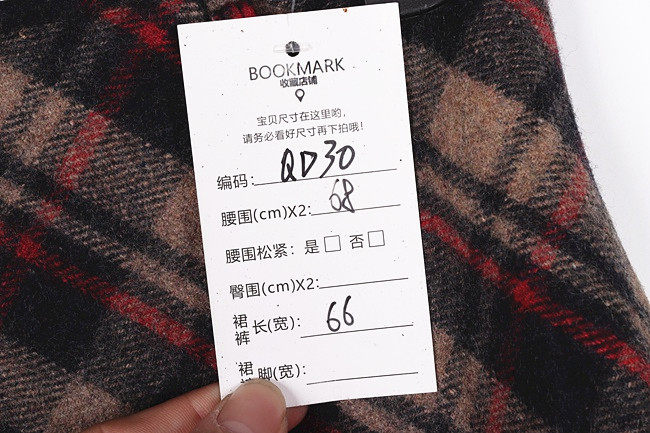 BOOKMARK
收藏店铺
宝贝尺寸在这里哟，
请务必看好尺寸再下拍哦！
编码：QD30
腰围(cm)X2：68
腰围松紧：是□ 否□
臀围(cm)X2：
裙裤长(宽)：66
裙 脚(宽)：